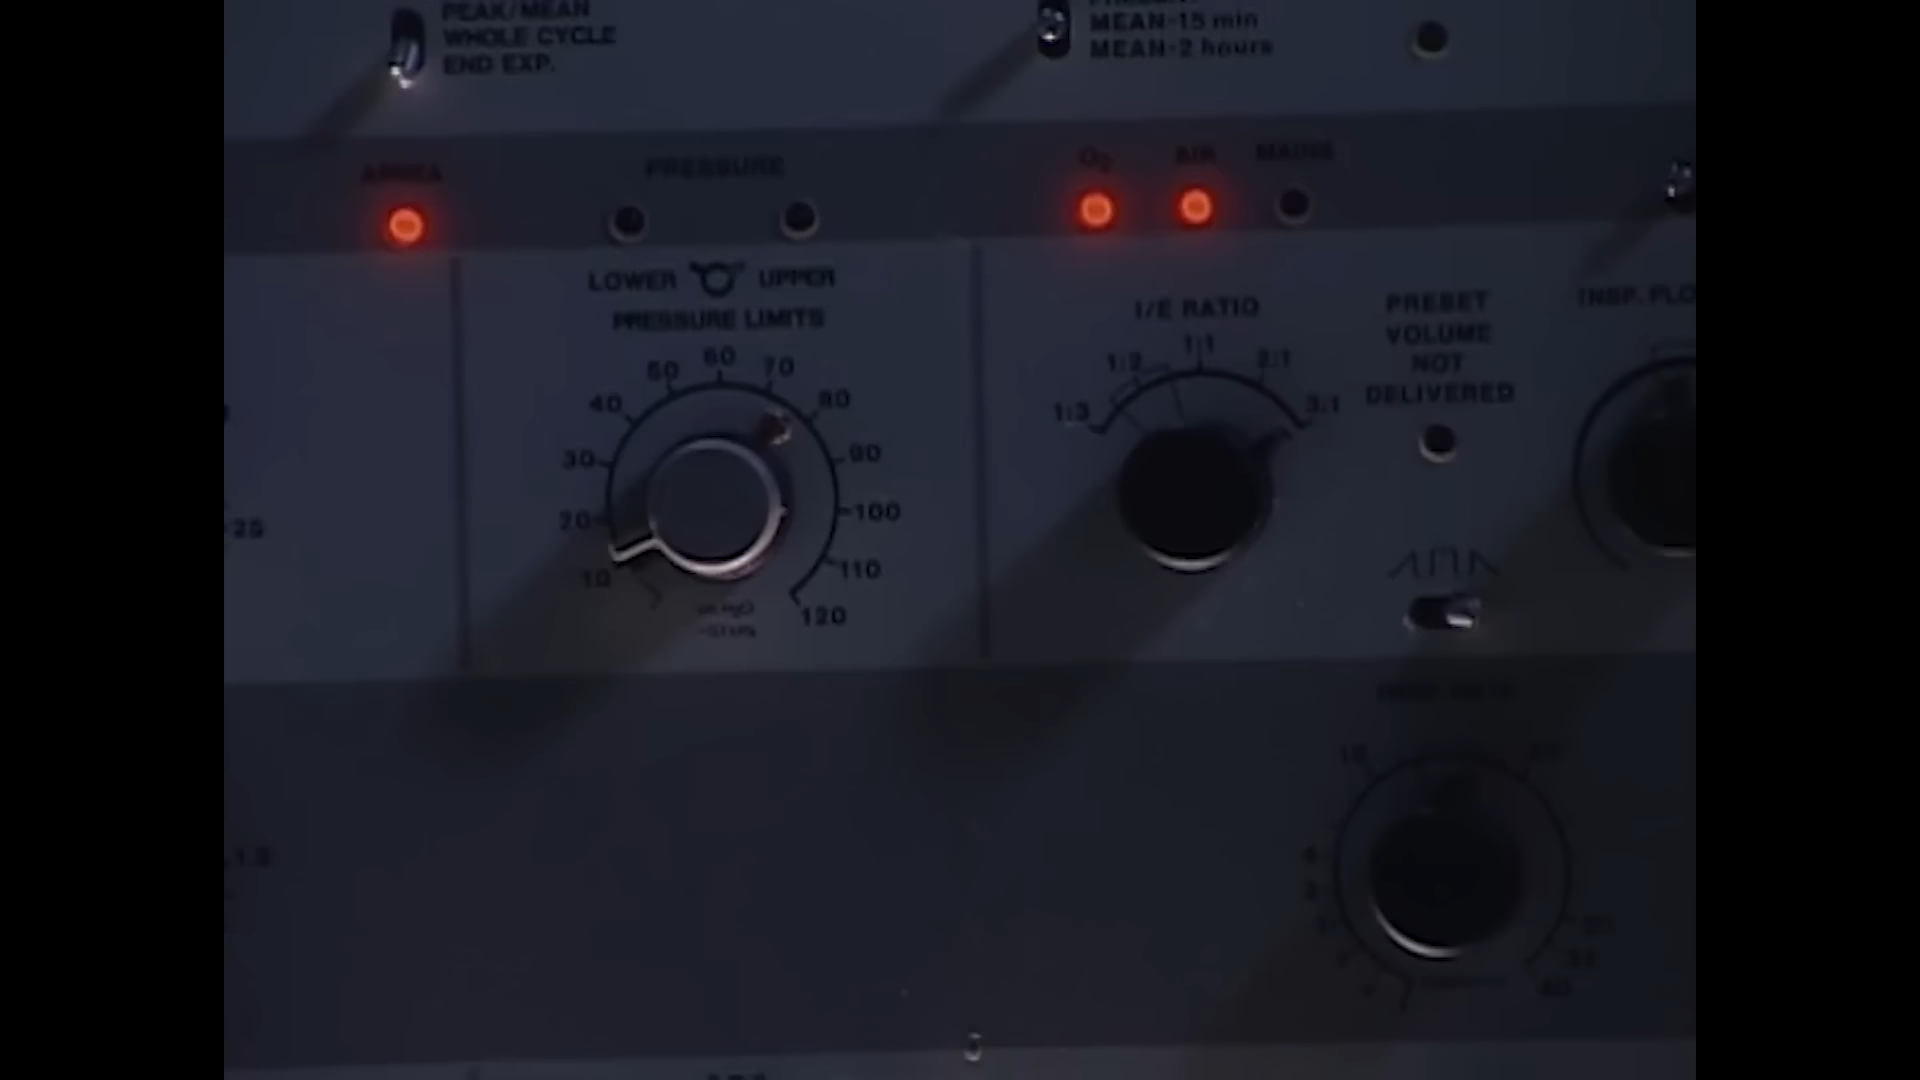 PEAK/MEAN
WHOLE CYCLE
END EXP.
MEAN-15 min
MEAN-2 hours
APNEA
PRESSURE
O2
AIR
MAINS
LOWER
UPPER
PRESSURE LIMITS
10
20
30
40
50
60
70
80
90
100
110
120
I/E RATIO
1:3
1:2
1:1
2:1
3:1
PRESET
VOLUME
NOT
DELIVERED
INSP. FLO
25
10